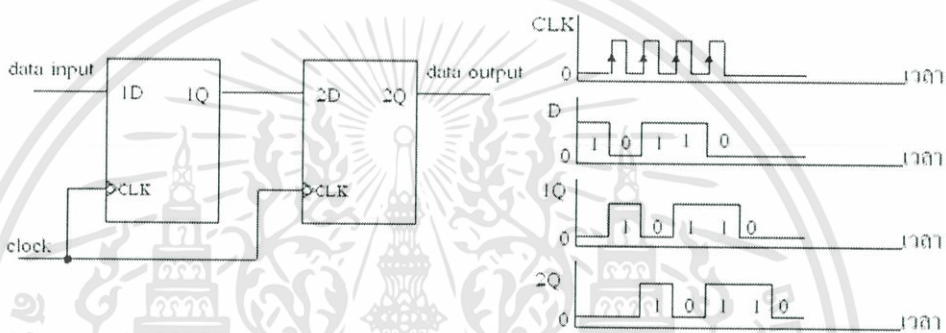 data input
1D 1Q
CLK
2D 2Q
CLK
data output
clock
CLK
0
เวลา
D
0
1 0 1 1 0
เวลา
1Q
0
1 0 1 1 0
เวลา
2Q
0
1 0 1 1 0
เวลา